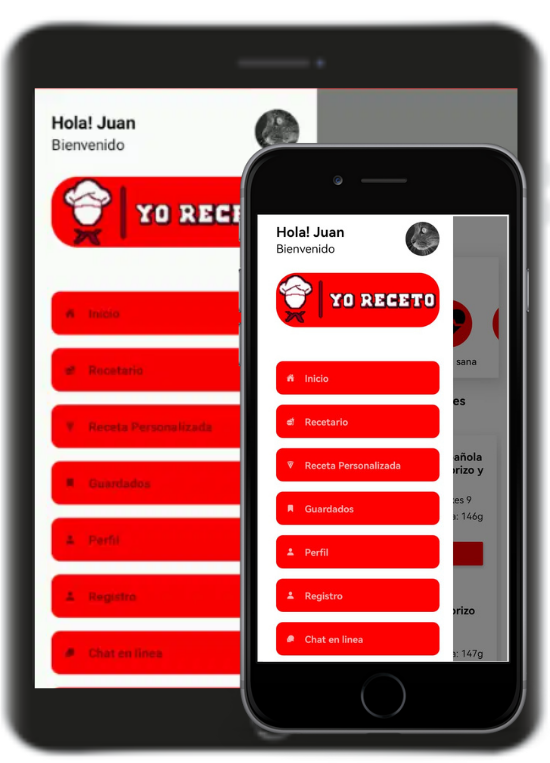 Hola! Juan
Bienvenido
YO RECE
Inicio
Recetario
Receta Personalizada
Guardados
Perfil
Registro
Chat en linea
Hola! Juan
Bienvenido
YO RECETO
Inicio
Recetario
Receta Personalizada
Guardados
Perfil
Registro
Chat en linea
sana
es
añola
orizo y
es 9
a: 146g
orizo
a: 147g